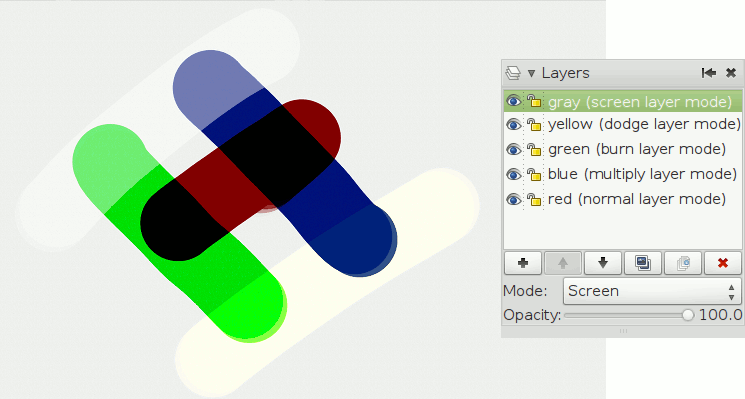 Layers
gray (screen layer mode)
yellow (dodge layer mode)
green (burn layer mode)
blue (multiply layer mode)
red (normal layer mode)
Mode: Screen
Opacity: 100.0